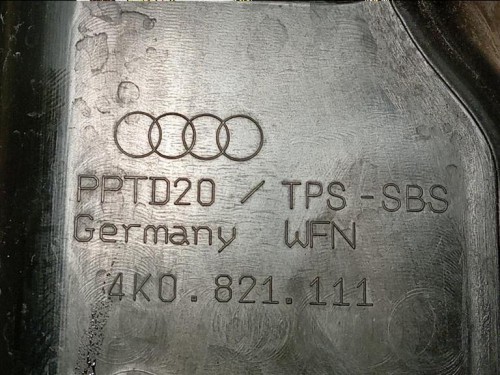 PPTD20 / TPS-SBS
Germany WFN
4K0.821.111